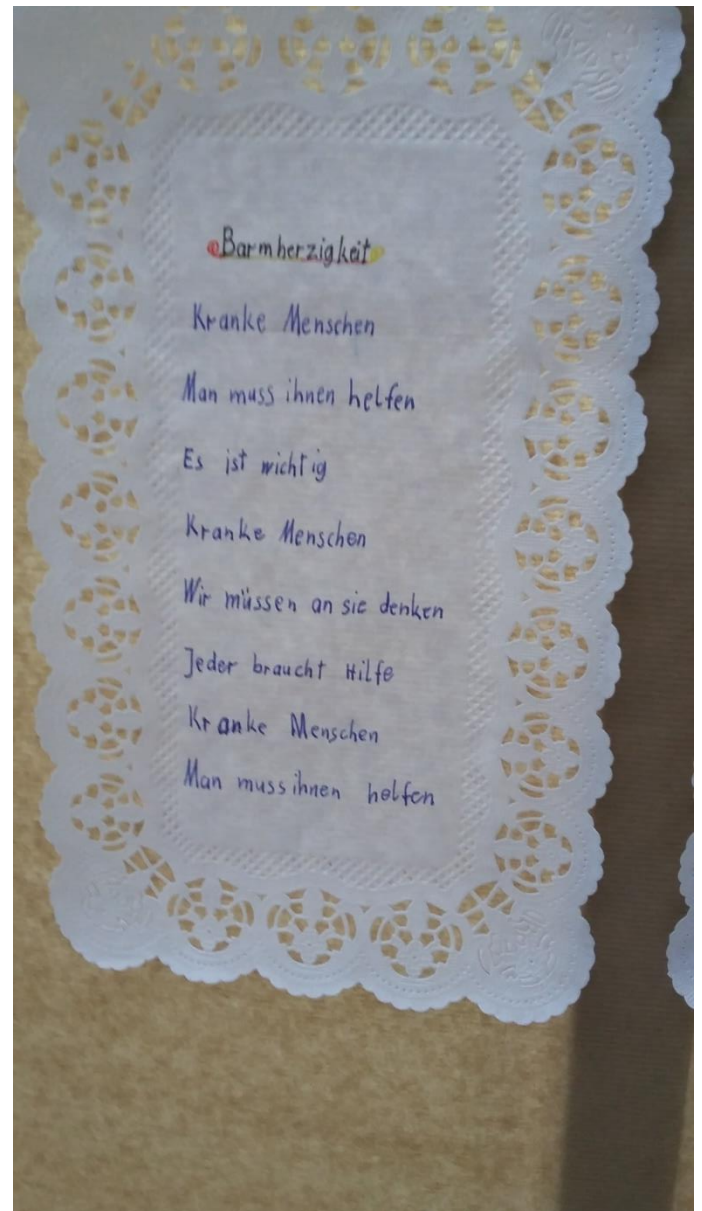 Barmherzigkeit
Kranke Menschen
Man muss ihnen helfen
Es ist wichtig
Kranke Menschen
Wir müssen an sie denken
Jeder braucht Hilfe
Kranke Menschen
Man muss ihnen helfen